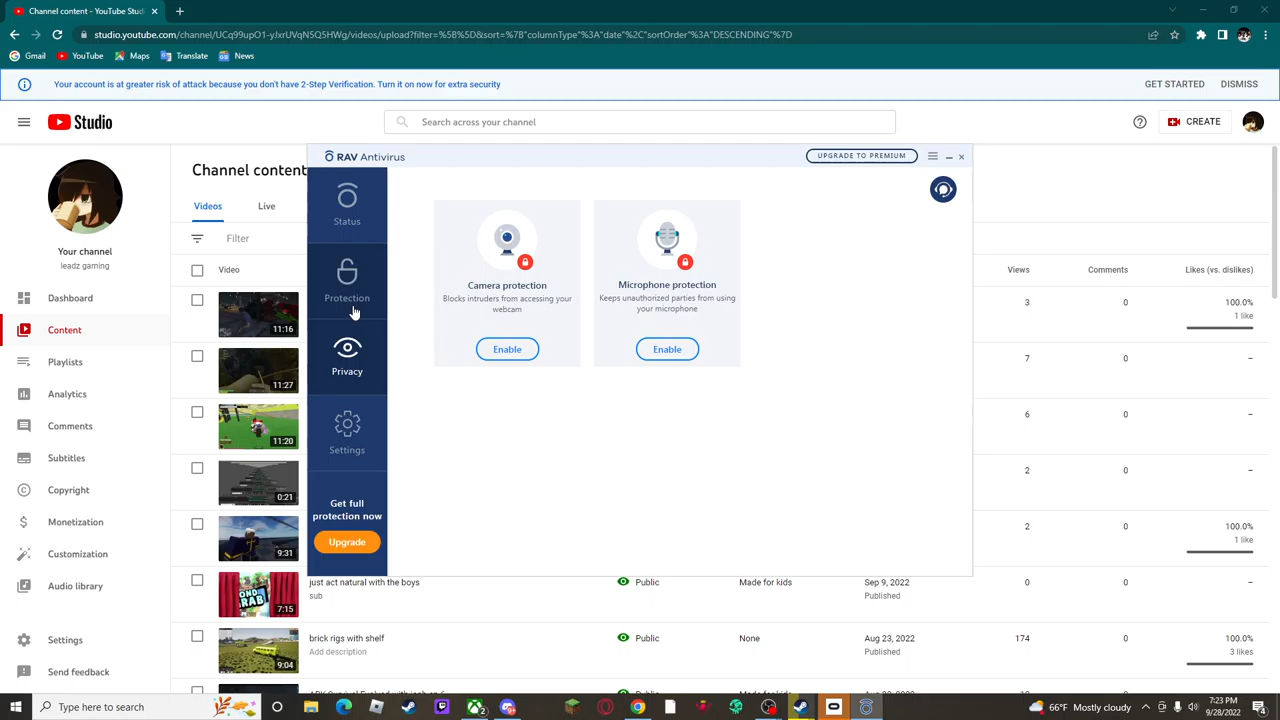 Channel content - YouTube Studio
studio.youtube.com/channel/UCq99upO1-yJxrUVqN5Q5HWg/videos/upload?filter=%5B%5D&sort=%7B"columnType"%3A"date"%2C"sortOrder"%3A"DESCENDING"%7D
Gmail
YouTube
Maps
Translate
News
Your account is at greater risk of attack because you don't have 2-Step Verification. Turn it on now for extra security
GET STARTED
DISMISS
Studio
Search across your channel
CREATE
Your channel
leadz gaming
Dashboard
Content
Playlists
Analytics
Comments
Subtitles
Copyright
Monetization
Customization
Audio library
Settings
Send feedback
Channel content
Videos
Live
Filter
Video
Views
Comments
Likes (vs. dislikes)
11:16
3
0
100.0%
1 like
11:27
7
0
–
11:20
6
0
–
0:21
2
0
–
9:31
2
0
100.0%
1 like
7:15
just act natural with the boys
sub
Public
Made for kids
Sep 9, 2022
Published
0
0
–
9:04
brick rigs with shelf
Add description
Public
None
Aug 23, 2022
Published
174
0
100.0%
3 likes
RAV Antivirus
UPGRADE TO PREMIUM
Status
Protection
Privacy
Settings
Get full
protection now
Upgrade
Camera protection
Blocks intruders from accessing your
webcam
Enable
Microphone protection
Keeps unauthorized parties from using
your microphone
Enable
Type here to search
66°F Mostly cloudy
7:23 PM
9/28/2022